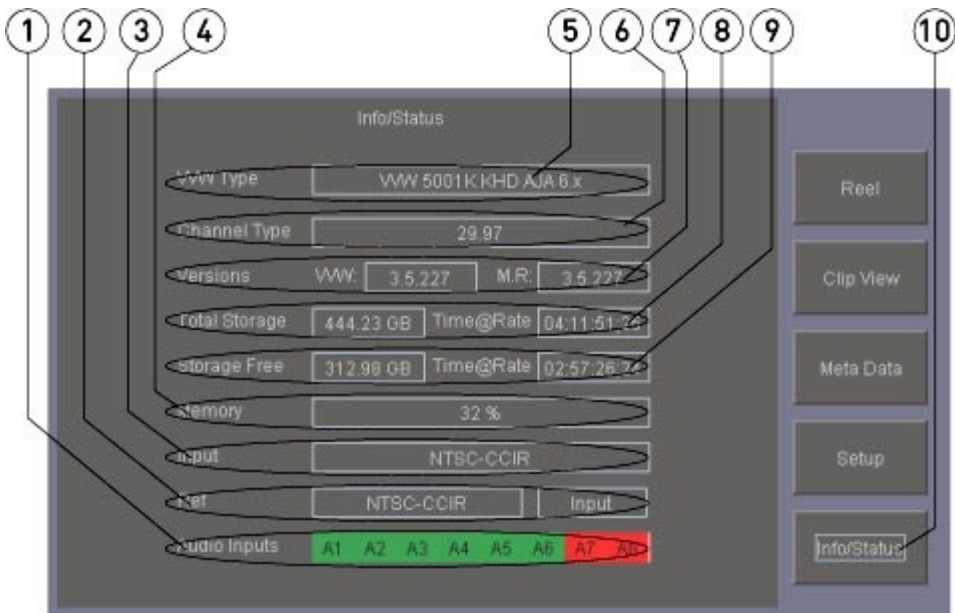 1 2 3 4 5 6 7 8 9 10
Info/Status
VVW Type VVW 5001K KHD AJA 6.x
Channel Type 29.97
Versions VVW: 3.5.227 M.R: 3.5.227
Total Storage 444.23 GB Time@Rate
Storage Free 312.98 GB Time@Rate
Memory 32 %
Input NTSC-CCIR
Ref NTSC-CCIR Input
Audio Inputs A1 A2 A3 A4 A5 A6 A7 A8
Reel
Clip View
Meta Data
Setup
Info/Status